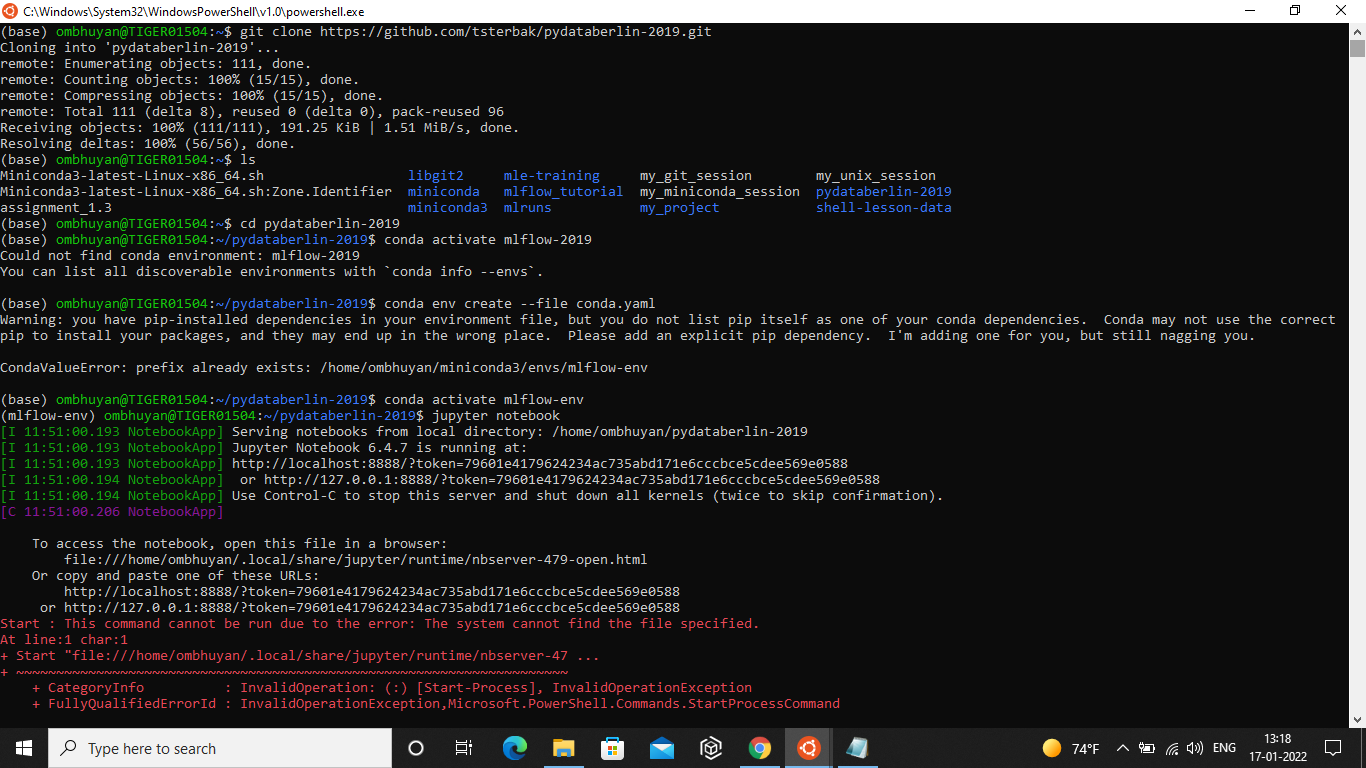 C:\Windows\System32\WindowsPowerShell\v1.0\powershell.exe
(base) ombhuyan@TIGER01504:~$ git clone https://github.com/tsterbak/pydataberlin-2019.git
Cloning into 'pydataberlin-2019'...
remote: Enumerating objects: 111, done.
remote: Counting objects: 100% (15/15), done.
remote: Compressing objects: 100% (15/15), done.
remote: Total 111 (delta 8), reused 0 (delta 0), pack-reused 96
Receiving objects: 100% (111/111), 191.25 KiB | 1.51 MiB/s, done.
Resolving deltas: 100% (56/56), done.
(base) ombhuyan@TIGER01504:~$ ls
Miniconda3-latest-Linux-x86_64.sh                  libgit2     mle-training     my_git_session        my_unix_session
Miniconda3-latest-Linux-x86_64.sh:Zone.Identifier  miniconda   mlflow_tutorial  my_miniconda_session  pydataberlin-2019
assignment_1.3                                     miniconda3  mlruns           my_project            shell-lesson-data
(base) ombhuyan@TIGER01504:~$ cd pydataberlin-2019
(base) ombhuyan@TIGER01504:~/pydataberlin-2019$ conda activate mlflow-2019
Could not find conda environment: mlflow-2019
You can list all discoverable environments with `conda info --envs`.
(base) ombhuyan@TIGER01504:~/pydataberlin-2019$ conda env create --file conda.yaml
Warning: you have pip-installed dependencies in your environment file, but you do not list pip itself as one of your conda dependencies.  Conda may not use the correct
pip to install your packages, and they may end up in the wrong place.  Please add an explicit pip dependency.  I'm adding one for you, but still nagging you.
CondaValueError: prefix already exists: /home/ombhuyan/miniconda3/envs/mlflow-env
(base) ombhuyan@TIGER01504:~/pydataberlin-2019$ conda activate mlflow-env
(mlflow-env) ombhuyan@TIGER01504:~/pydataberlin-2019$ jupyter notebook
[I 11:51:00.193 NotebookApp] Serving notebooks from local directory: /home/ombhuyan/pydataberlin-2019
[I 11:51:00.193 NotebookApp] Jupyter Notebook 6.4.7 is running at:
[I 11:51:00.193 NotebookApp] http://localhost:8888/?token=79601e4179624234ac735abd171e6cccbce5cdee569e0588
[I 11:51:00.194 NotebookApp]  or http://127.0.0.1:8888/?token=79601e4179624234ac735abd171e6cccbce5cdee569e0588
[I 11:51:00.194 NotebookApp] Use Control-C to stop this server and shut down all kernels (twice to skip confirmation).
[C 11:51:00.206 NotebookApp]
To access the notebook, open this file in a browser:
file:///home/ombhuyan/.local/share/jupyter/runtime/nbserver-479-open.html
Or copy and paste one of these URLs:
http://localhost:8888/?token=79601e4179624234ac735abd171e6cccbce5cdee569e0588
or http://127.0.0.1:8888/?token=79601e4179624234ac735abd171e6cccbce5cdee569e0588
Start : This command cannot be run due to the error: The system cannot find the file specified.
At line:1 char:1
+ Start "file:///home/ombhuyan/.local/share/jupyter/runtime/nbserver-47 ...
+ ~~~~~~~~~~~~~~~~~~~~~~~~~~~~~~~~~~~~~~~~~~~~~~~~~~~~~~~~~~~~~~~~~~~~~
+ CategoryInfo          : InvalidOperation: (:) [Start-Process], InvalidOperationException
+ FullyQualifiedErrorId : InvalidOperationException,Microsoft.PowerShell.Commands.StartProcessCommand
Type here to search
74°F
ENG
13:18
17-01-2022